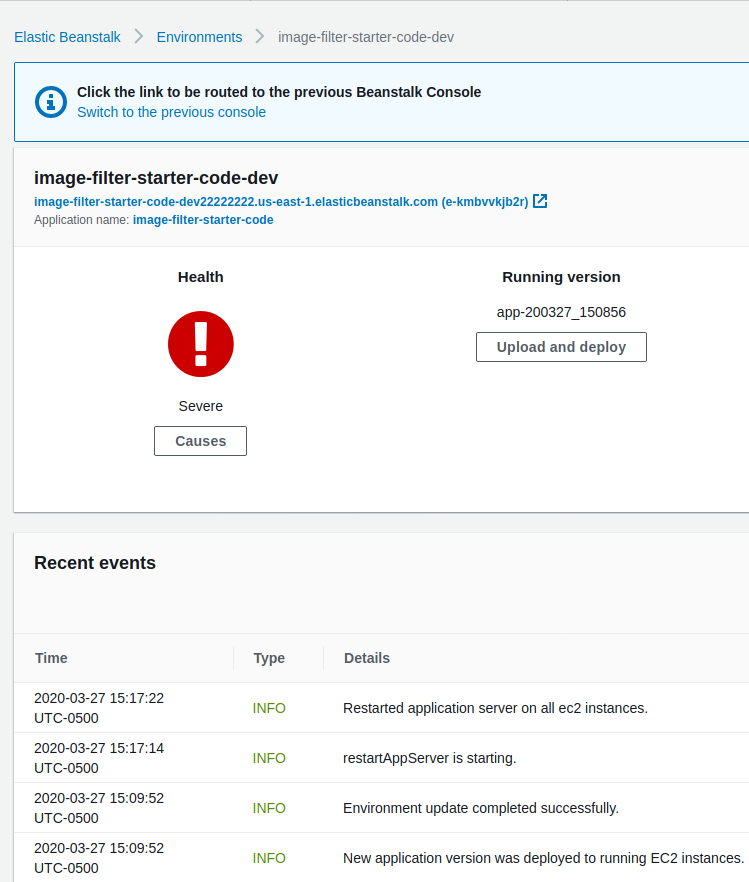 Elastic Beanstalk > Environments > image-filter-starter-code-dev
Click the link to be routed to the previous Beanstalk Console
Switch to the previous console
image-filter-starter-code-dev
image-filter-starter-code-dev22222222.us-east-1.elasticbeanstalk.com (e-kmbvvkjb2r)
Application name: image-filter-starter-code
Health
Severe
Causes
Running version
app-200327_150856
Upload and deploy
Recent events
Time Type Details
2020-03-27 15:17:22 UTC-0500 INFO Restarted application server on all ec2 instances.
2020-03-27 15:17:14 UTC-0500 INFO restartAppServer is starting.
2020-03-27 15:09:52 UTC-0500 INFO Environment update completed successfully.
2020-03-27 15:09:52 UTC-0500 INFO New application version was deployed to running EC2 instances.